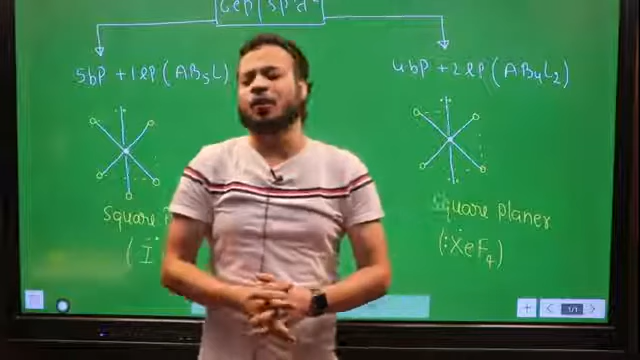 6ep | sp³d²
5bp + 1lp (AB₅L)
4bp + 2lp (AB₄L₂)
Square
Square Planer
( I
(:XeF₄)
1/1